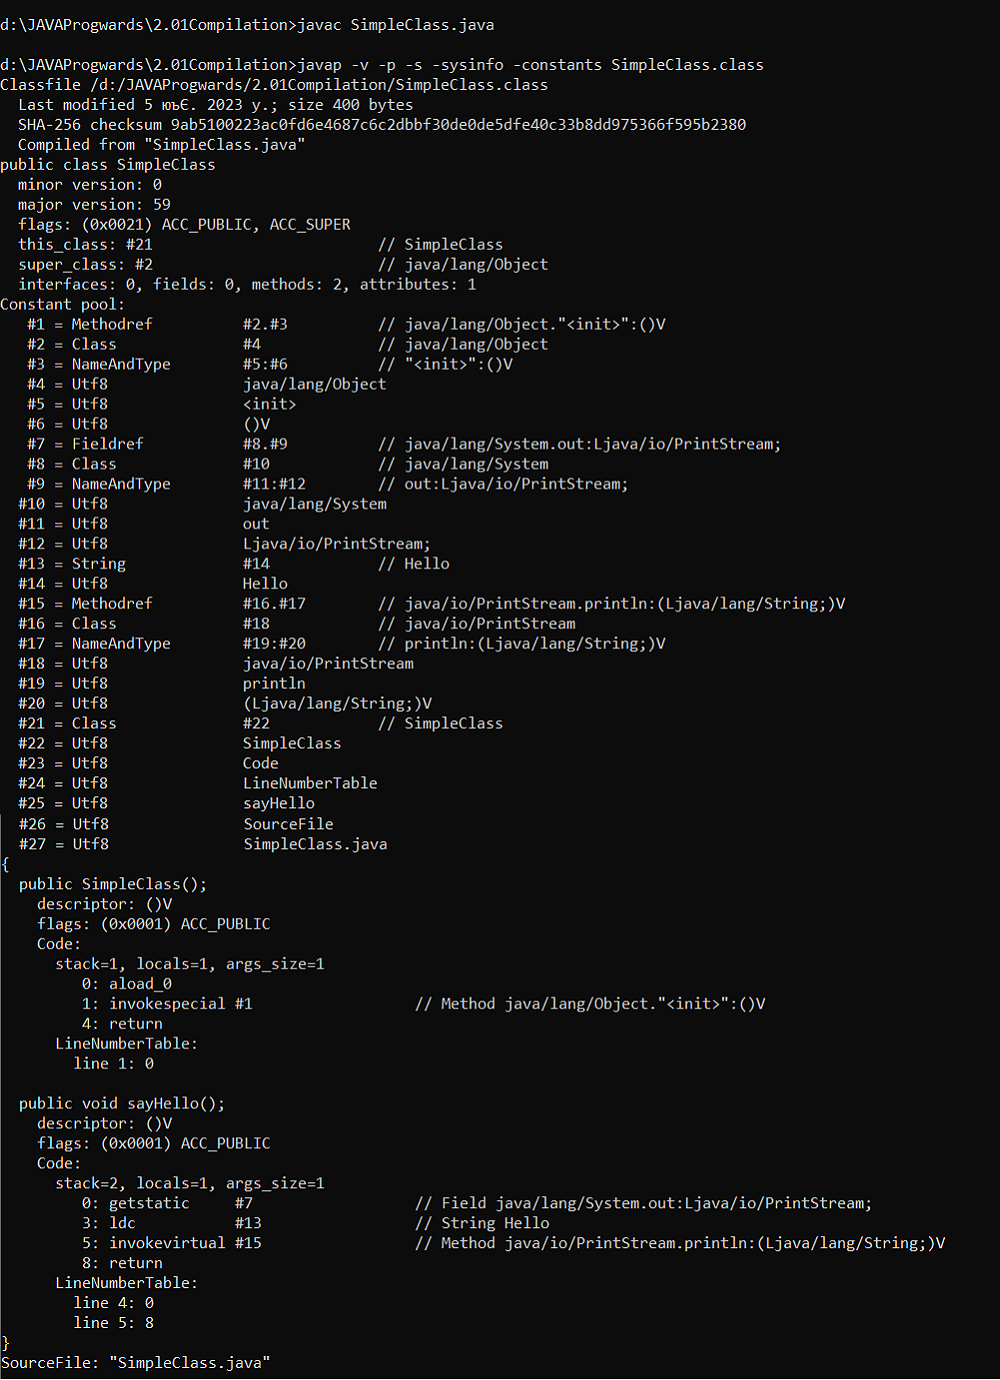 d:\JAVAProgwards\2.01Compilation>javac SimpleClass.java
d:\JAVAProgwards\2.01Compilation>javap -v -p -s -sysinfo -constants SimpleClass.class
Classfile /d:/JAVAProgwards/2.01Compilation/SimpleClass.class
  Last modified 5 юъЄ. 2023 у.; size 400 bytes
  SHA-256 checksum 9ab5100223ac0fd6e4687c6c2dbbf30de0de5dfe40c33b8dd975366f595b2380
  Compiled from "SimpleClass.java"
public class SimpleClass
  minor version: 0
  major version: 59
  flags: (0x0021) ACC_PUBLIC, ACC_SUPER
  this_class: #21                         // SimpleClass
  super_class: #2                         // java/lang/Object
  interfaces: 0, fields: 0, methods: 2, attributes: 1
Constant pool:
   #1 = Methodref          #2.#3          // java/lang/Object."<init>":()V
   #2 = Class              #4             // java/lang/Object
   #3 = NameAndType        #5:#6          // "<init>":()V
   #4 = Utf8               java/lang/Object
   #5 = Utf8               <init>
   #6 = Utf8               ()V
   #7 = Fieldref           #8.#9          // java/lang/System.out:Ljava/io/PrintStream;
   #8 = Class              #10            // java/lang/System
   #9 = NameAndType        #11:#12        // out:Ljava/io/PrintStream;
  #10 = Utf8               java/lang/System
  #11 = Utf8               out
  #12 = Utf8               Ljava/io/PrintStream;
  #13 = String             #14            // Hello
  #14 = Utf8               Hello
  #15 = Methodref          #16.#17        // java/io/PrintStream.println:(Ljava/lang/String;)V
  #16 = Class              #18            // java/io/PrintStream
  #17 = NameAndType        #19:#20        // println:(Ljava/lang/String;)V
  #18 = Utf8               java/io/PrintStream
  #19 = Utf8               println
  #20 = Utf8               (Ljava/lang/String;)V
  #21 = Class              #22            // SimpleClass
  #22 = Utf8               SimpleClass
  #23 = Utf8               Code
  #24 = Utf8               LineNumberTable
  #25 = Utf8               sayHello
  #26 = Utf8               SourceFile
  #27 = Utf8               SimpleClass.java
{
  public SimpleClass();
    descriptor: ()V
    flags: (0x0001) ACC_PUBLIC
    Code:
      stack=1, locals=1, args_size=1
         0: aload_0
         1: invokespecial #1                  // Method java/lang/Object."<init>":()V
         4: return
      LineNumberTable:
        line 1: 0
  public void sayHello();
    descriptor: ()V
    flags: (0x0001) ACC_PUBLIC
    Code:
      stack=2, locals=1, args_size=1
         0: getstatic     #7                  // Field java/lang/System.out:Ljava/io/PrintStream;
         3: ldc           #13                 // String Hello
         5: invokevirtual #15                 // Method java/io/PrintStream.println:(Ljava/lang/String;)V
         8: return
      LineNumberTable:
        line 4: 0
        line 5: 8
}
SourceFile: "SimpleClass.java"